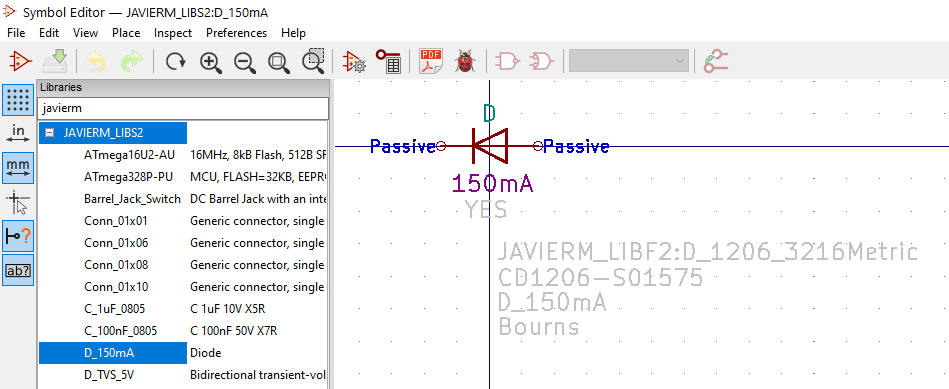 Symbol Editor — JAVIERM_LIBS2:D_150mA
File Edit View Place Inspect Preferences Help
PDF
Libraries
javierm
JAVIERM_LIBS2
ATmega16U2-AU 16MHz, 8kB Flash, 512B SR
ATmega328P-PU MCU, FLASH=32KB, EEPR
Barrel_Jack_Switch DC Barrel Jack with an inte
Conn_01x01 Generic connector, single
Conn_01x06 Generic connector, single
Conn_01x08 Generic connector, single
Conn_01x10 Generic connector, single
C_1uF_0805 C 1uF 10V X5R
C_100nF_0805 C 100nF 50V X7R
D_150mA Diode
D_TVS_5V Bidirectional transient-vol
in
mm
ab?
D
Passive Passive
150mA
YES
JAVIERM_LIBF2:D_1206_3216Metric
CD1206-S01575
D_150mA
Bourns